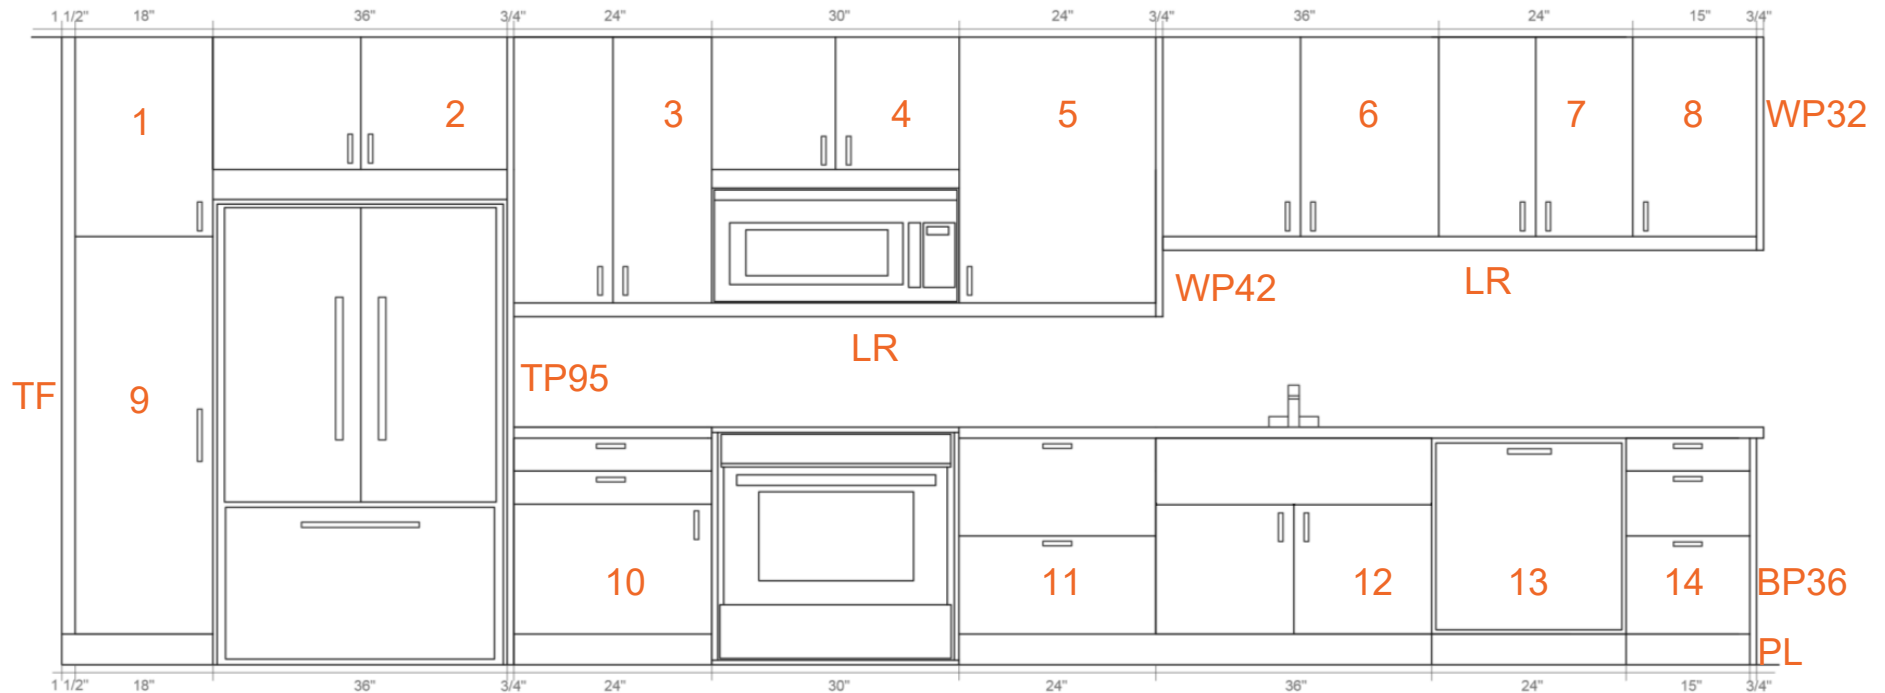 1 1/2" 18" 36" 3/4" 24" 30" 24" 3/4" 36" 24" 15" 3/4"
1 2 3 4 5 6 7 8 WP32
WP42 LR
LR
TF 9 TP95
10 11 12 13 14 BP36
PL
1 1/2" 18" 36" 3/4" 24" 30" 24" 36" 24" 15" 3/4"